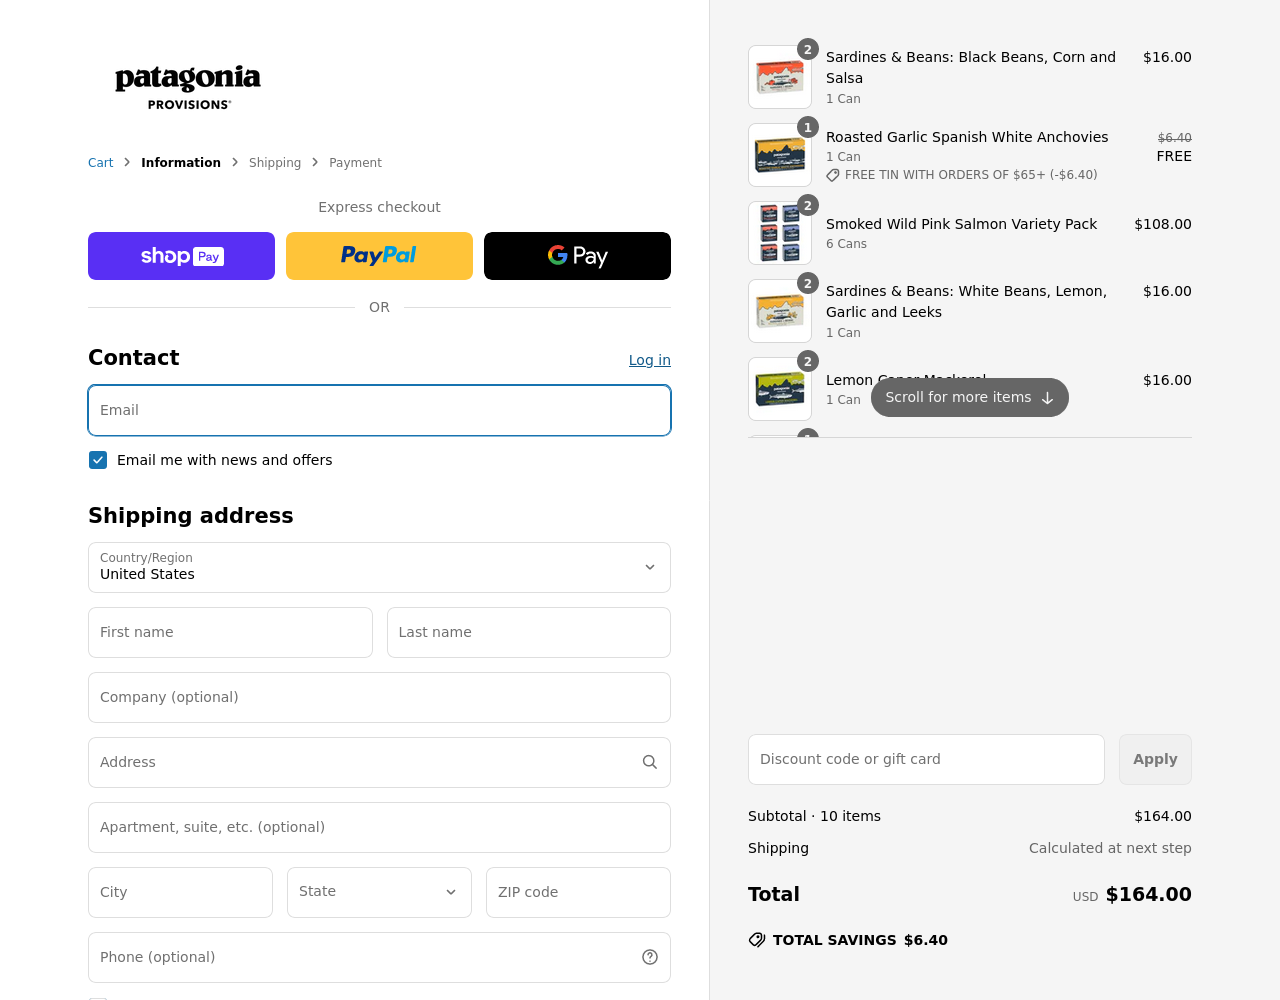 patagonia
PROVISIONS®
Cart
Information
Shipping
Payment
Express checkout
shop Pay
PayPal
G Pay
OR
Contact
Log in
Email
Email me with news and offers
Shipping address
Country/Region
United States
First name
Last name
Company (optional)
Address
Apartment, suite, etc. (optional)
City
State
ZIP code
Phone (optional)
2
Sardines & Beans: Black Beans, Corn and
Salsa
1 Can
$16.00
1
Roasted Garlic Spanish White Anchovies
1 Can
FREE TIN WITH ORDERS OF $65+ (-$6.40)
$6.40
FREE
2
Smoked Wild Pink Salmon Variety Pack
6 Cans
$108.00
2
Sardines & Beans: White Beans, Lemon,
Garlic and Leeks
1 Can
$16.00
2
Lemon Caper Mackerel
1 Can
$16.00
Scroll for more items
Discount code or gift card
Apply
Subtotal · 10 items
$164.00
Shipping
Calculated at next step
Total
USD $164.00
TOTAL SAVINGS $6.40